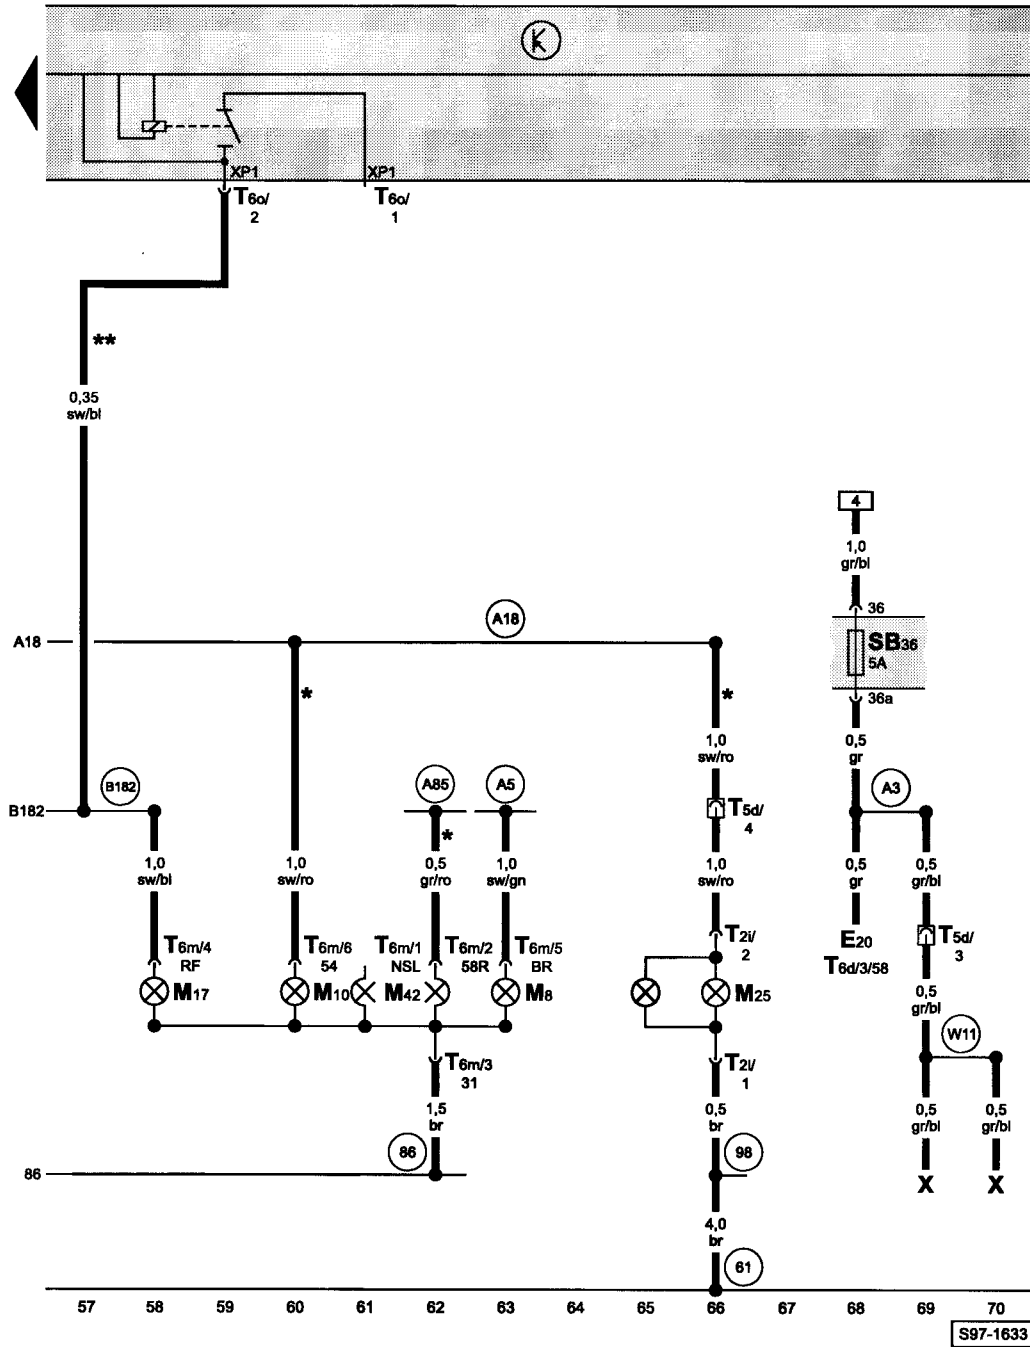 K
XP1
XP1
T6o/
2
T6o/
1
**
0,35
sw/bl
4
1,0
gr/bl
36
SB36
5A
36a
A18
A18
*
*
1,0
sw/ro
0,5
gr
B182
B182
A85
A5
A3
*
T5d/
4
1,0
sw/bl
1,0
sw/ro
0,5
gr/ro
1,0
sw/gn
1,0
sw/ro
0,5
gr
0,5
gr/bl
T6m/4
RF
T6m/6
54
T6m/1
NSL
T6m/2
58R
T6m/5
BR
T2i/
2
E20
T6d/3/58
T5d/
3
M17
M10
M42
M8
M25
0,5
gr/bl
W11
T6m/3
31
T2i/
1
1,5
br
0,5
br
0,5
gr/bl
0,5
gr/bl
86
86
98
X
X
4,0
br
61
57 58 59 60 61 62 63 64 65 66 67 68 69 70
S97-1633